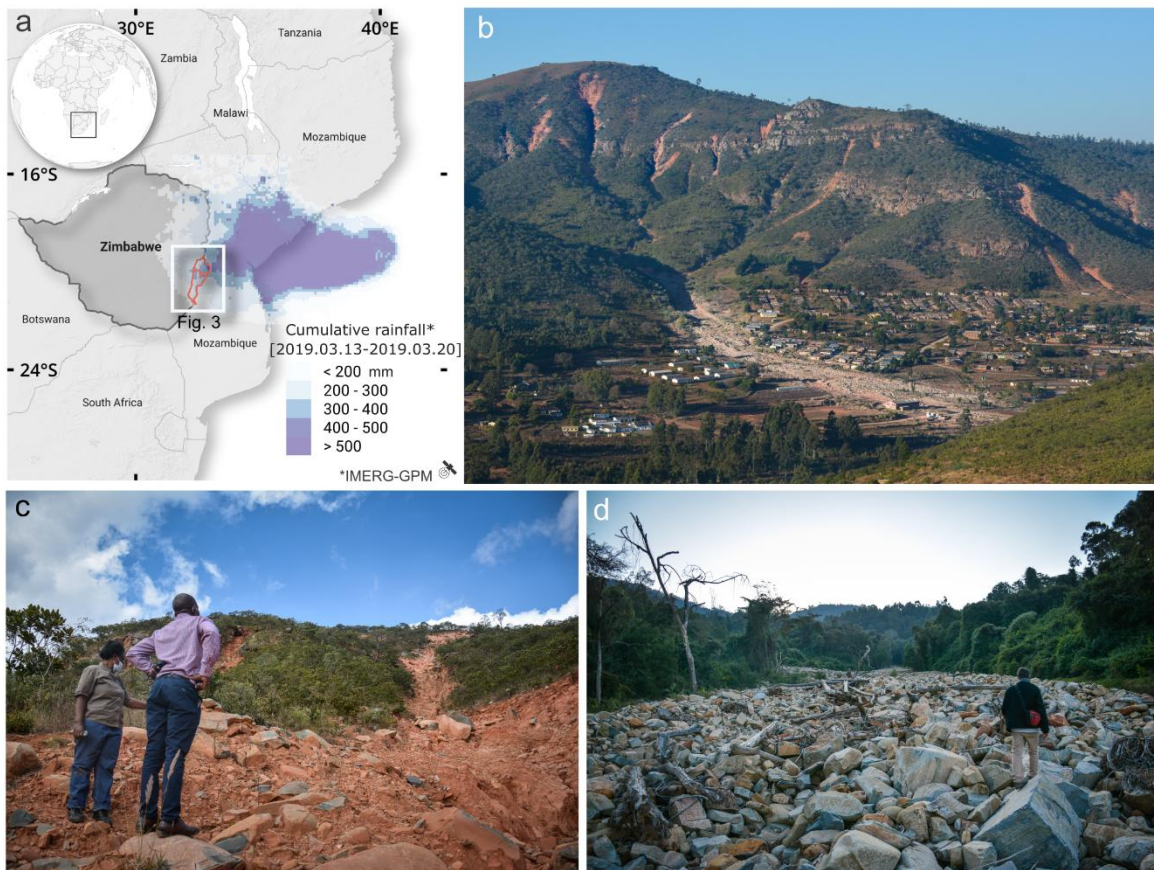 a
30°E
40°E
Tanzania
Zambia
Malawi
Mozambique
16°S
Zimbabwe
Fig. 3
Botswana
Mozambique
Cumulative rainfall*
[2019.03.13-2019.03.20]
24°S
< 200 mm
200 - 300
South Africa
300 - 400
400 - 500
> 500
*IMERG-GPM
b
c
d